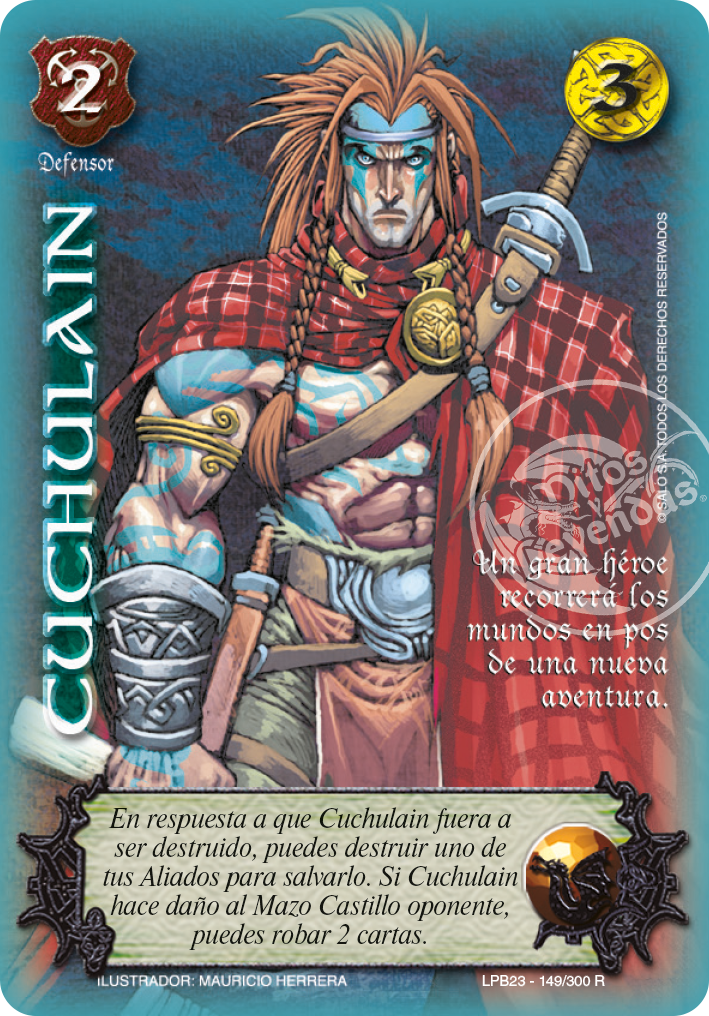 2
3
Defensor
CUCHULAIN
© SALO S.A. TODOS LOS DERECHOS RESERVADOS
Mitos
y
Leyendas®
Un gran héroe
recorrerá los
mundos en pos
de una nueva
aventura.
En respuesta a que Cuchulain fuera a
ser destruido, puedes destruir uno de
tus Aliados para salvarlo. Si Cuchulain
hace daño al Mazo Castillo oponente,
puedes robar 2 cartas.
ILUSTRADOR: MAURICIO HERRERA
LPB23 - 149/300 R